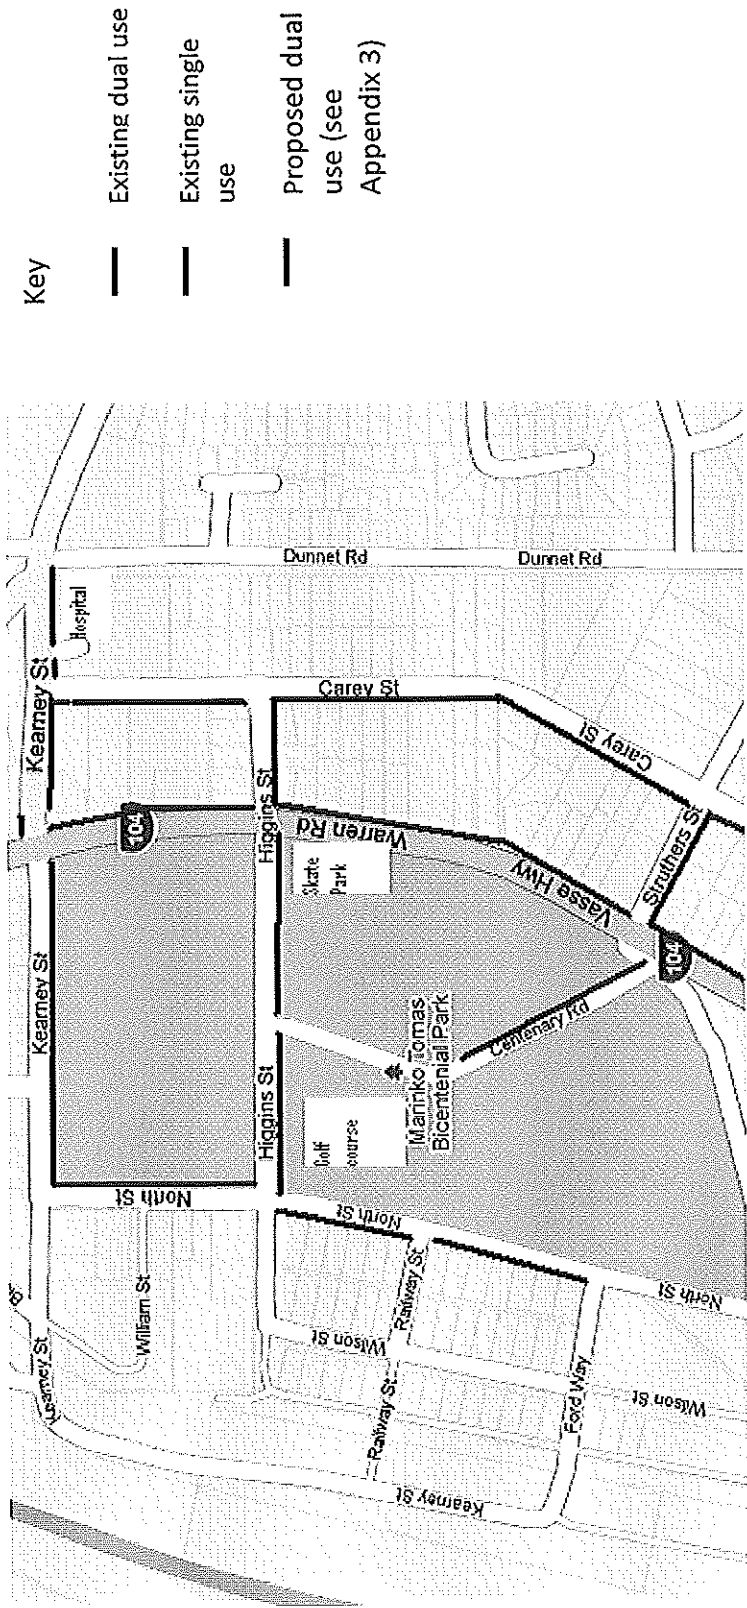 Key
Existing dual use
Existing single
use
Proposed dual
use (see
Appendix 3)
Kearney St
Hospital
Dunnet Rd
Dunnet Rd
Carey St
Carey St
Struthers St
104
Higgins St
Warren Rd
Vasse Hwy
104
Skate
Park
Kearney St
Higgins St
Golf
course
Marinko Tomas
Bicentenial Park
Centenary Rd
North St
North St
North St
William St
Kearney St
Wilson St
Wilson St
Railway St
Railway St
Ford Way
Kearney St